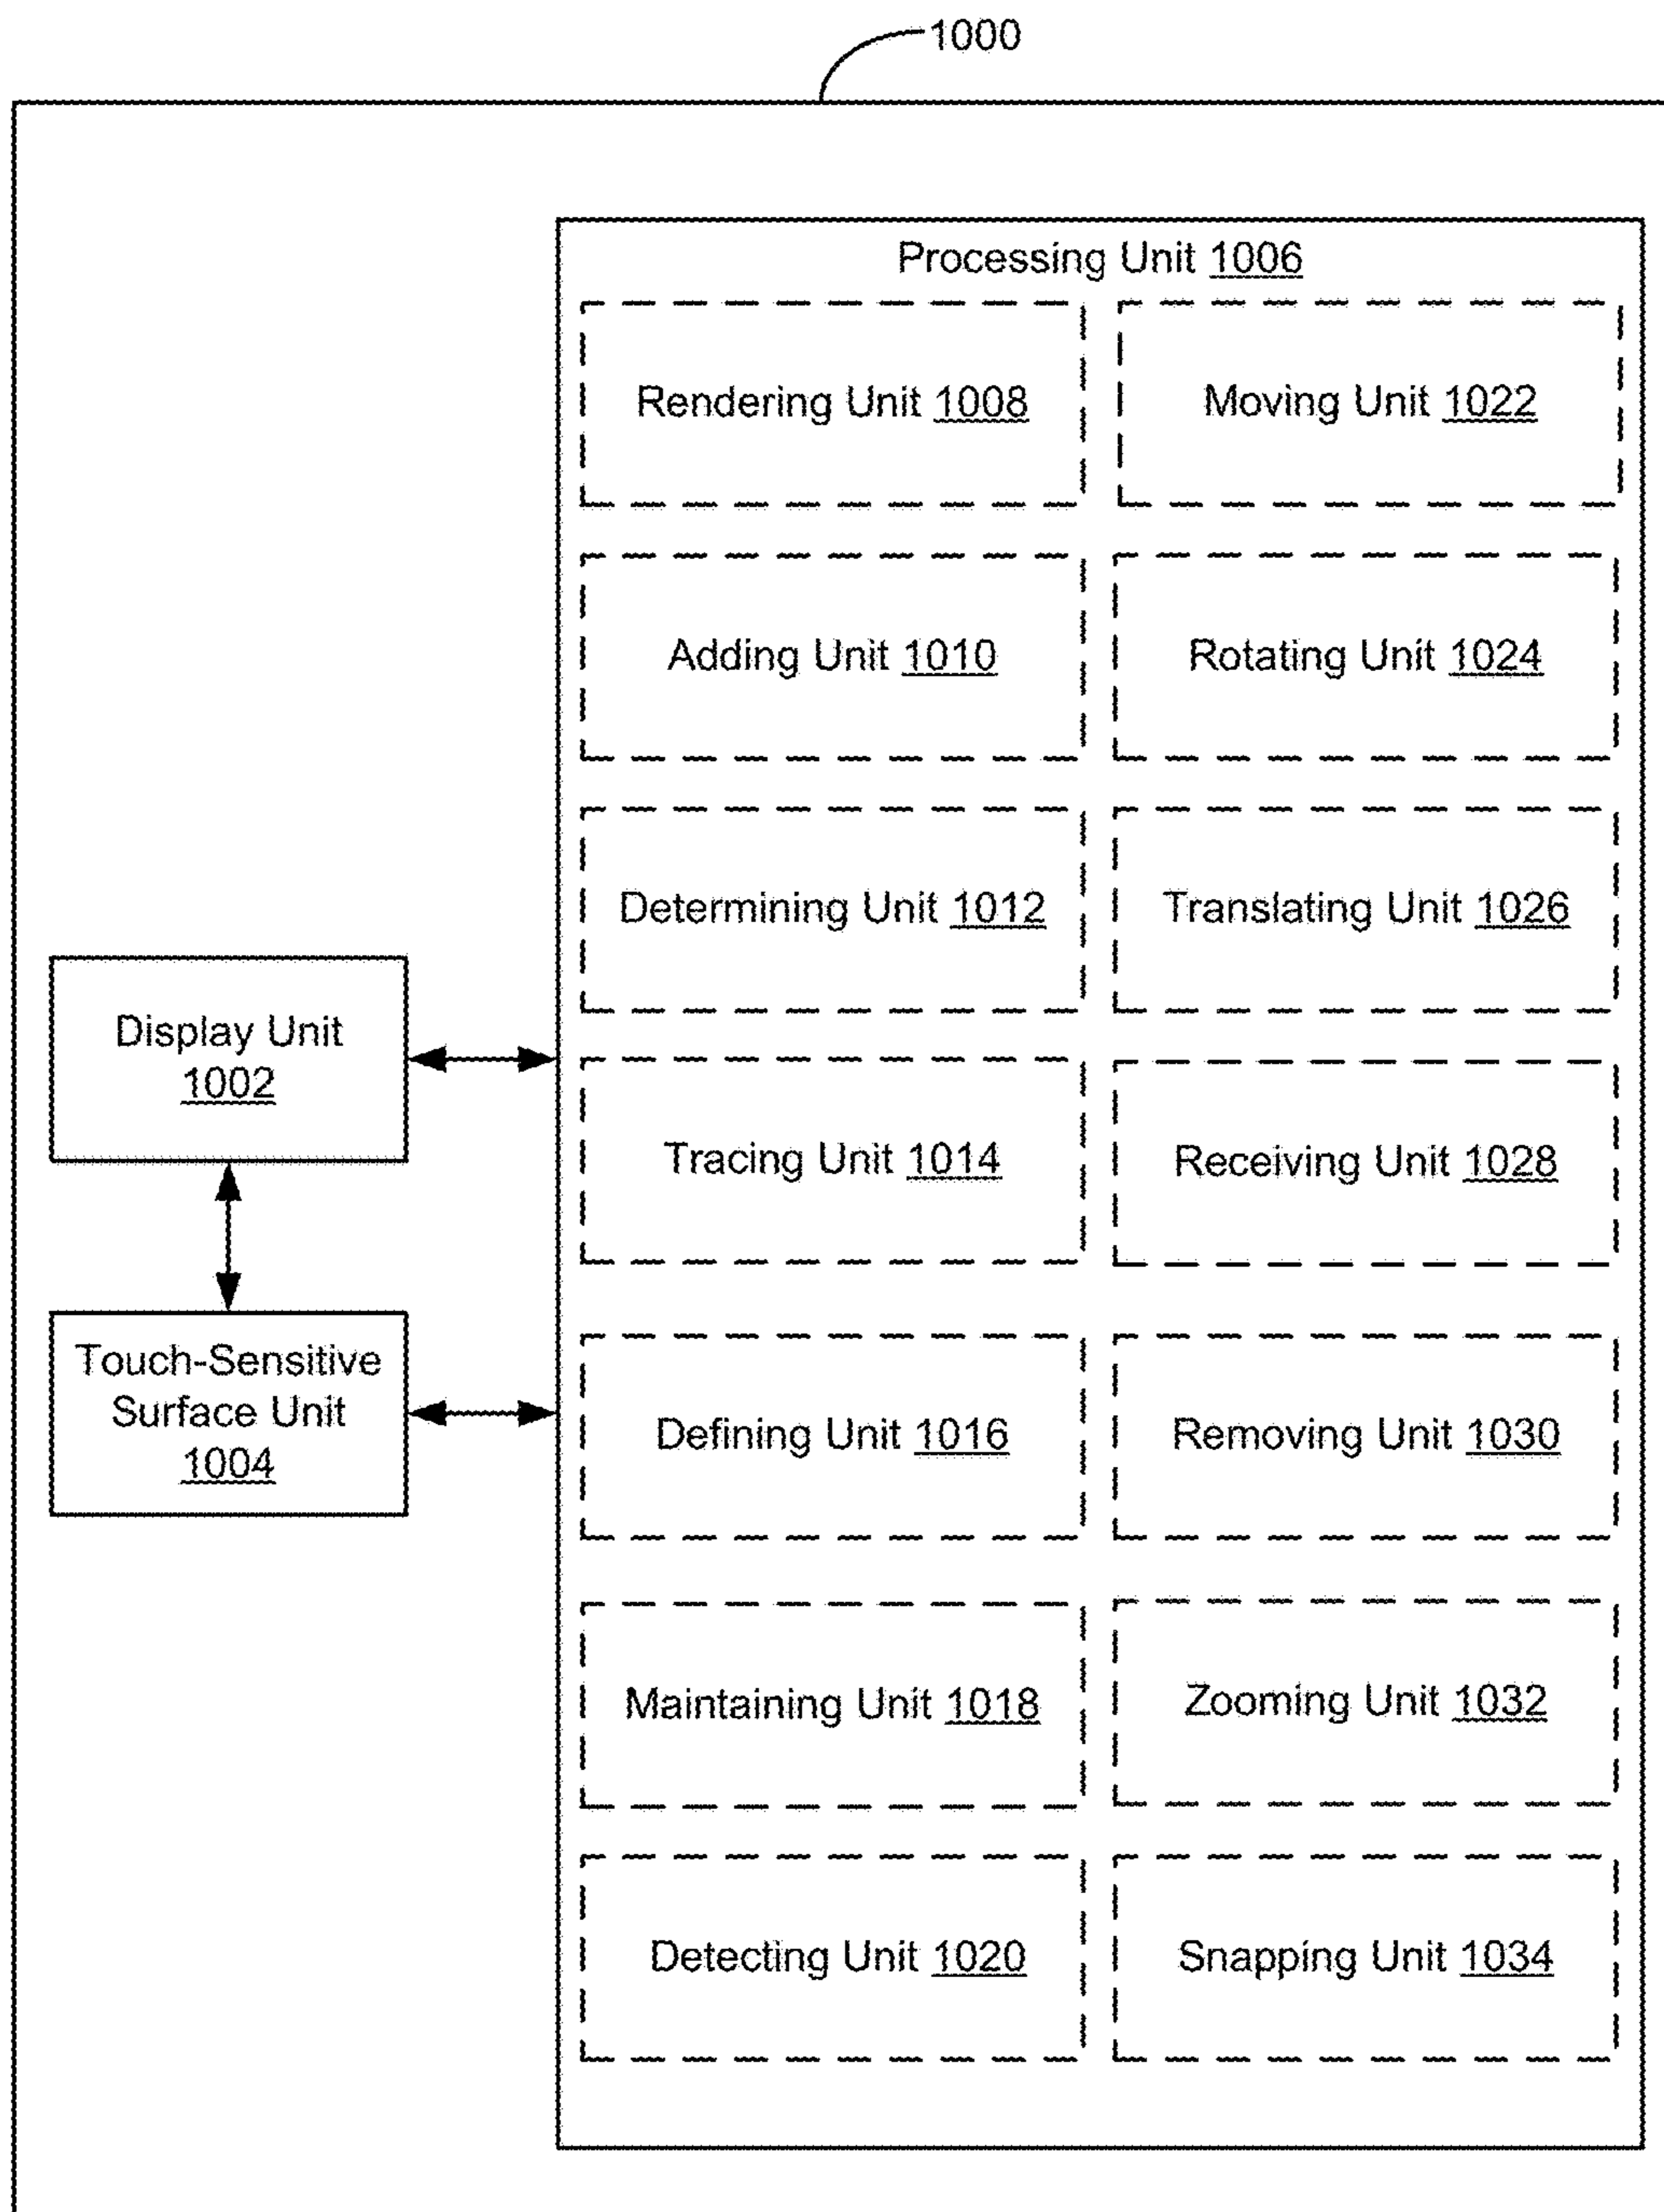 1000
Processing Unit 1006
Rendering Unit 1008
Moving Unit 1022
Adding Unit 1010
Rotating Unit 1024
Determining Unit 1012
Translating Unit 1026
Display Unit
1002
Tracing Unit 1014
Receiving Unit 1028
Touch-Sensitive
Surface Unit
1004
Defining Unit 1016
Removing Unit 1030
Maintaining Unit 1018
Zooming Unit 1032
Detecting Unit 1020
Snapping Unit 1034